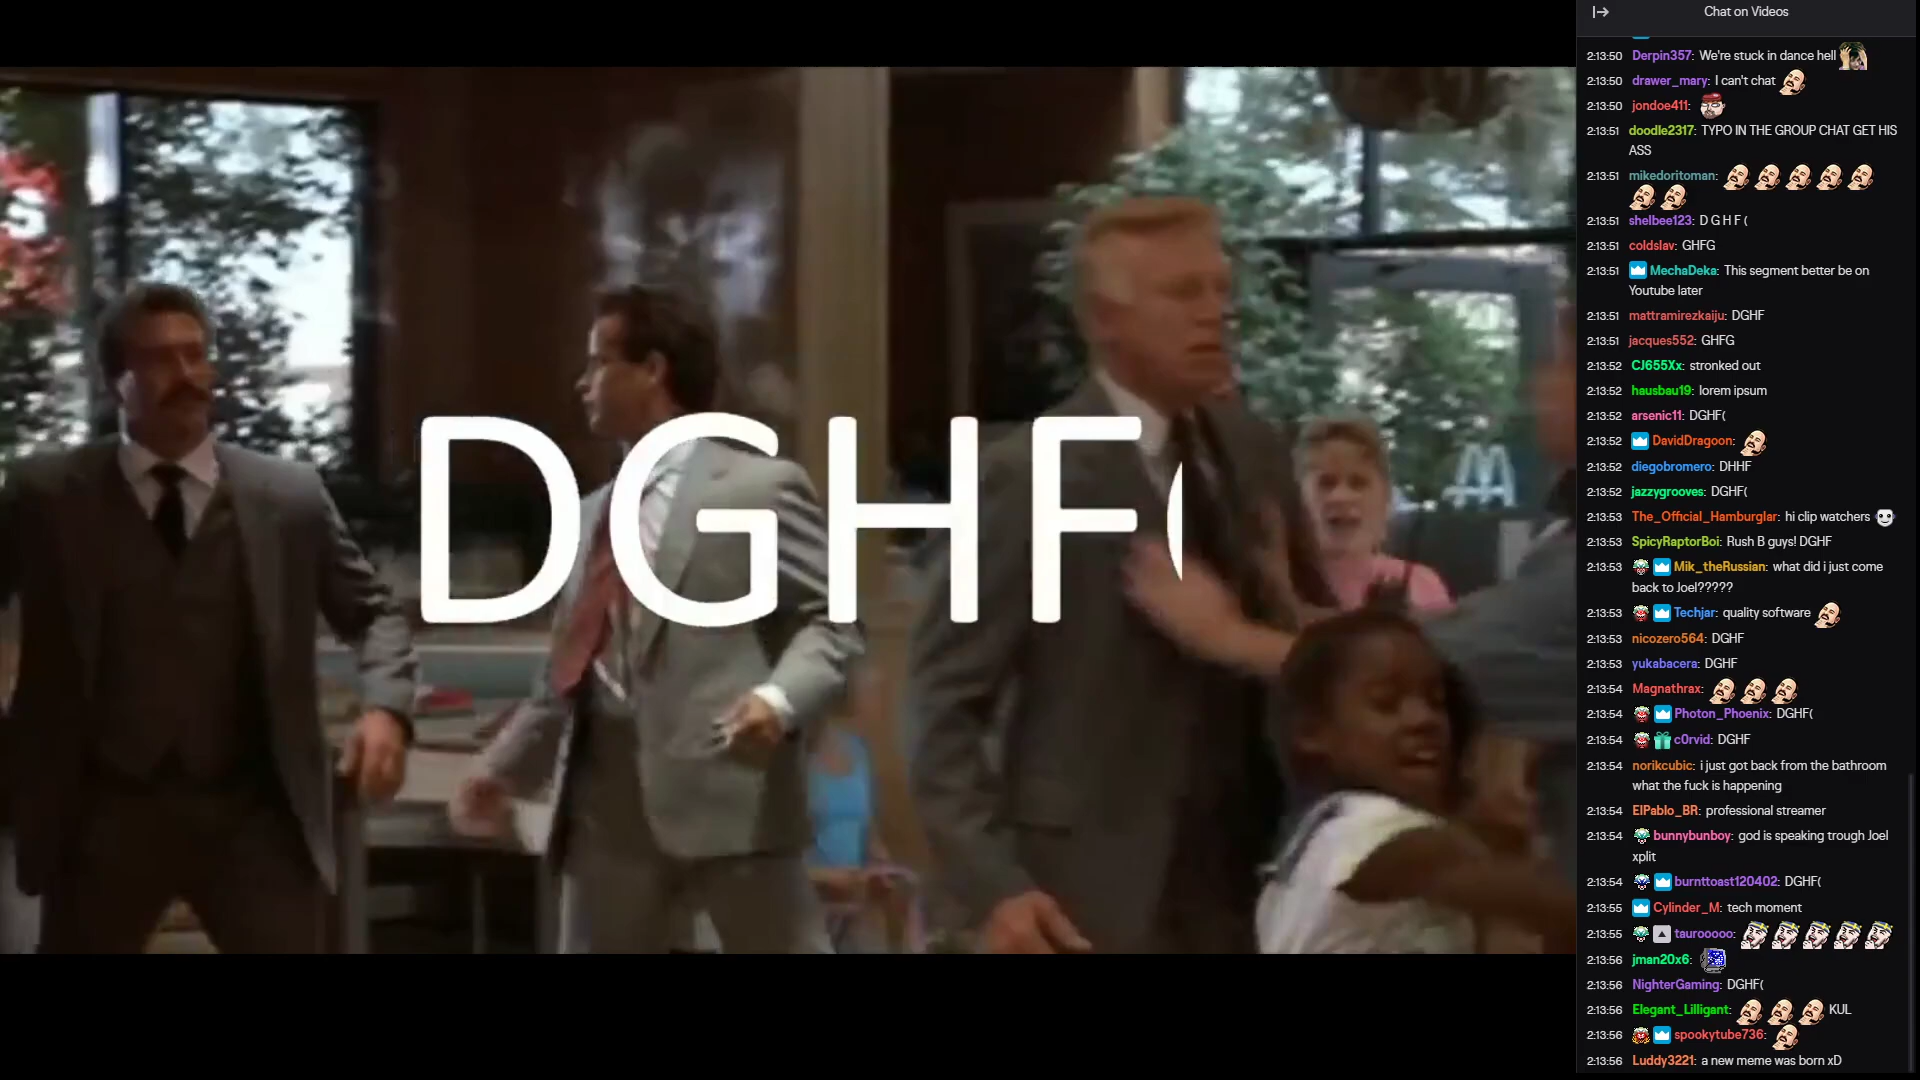 DGHF(
Chat on Videos
2:13:50 Derpin357: We're stuck in dance hell
2:13:50 drawer_mary: I can't chat
2:13:50 jondoe411:
2:13:51 doodle2317: TYPO IN THE GROUP CHAT GET HIS
ASS
2:13:51 mikedoritoman:
2:13:51 shelbee123: D G H F (
2:13:51 coldslav: GHFG
2:13:51 MechaDeka: This segment better be on
Youtube later
2:13:51 mattramirezkaiju: DGHF
2:13:51 jacques552: GHFG
2:13:52 CJ655Xx: stronked out
2:13:52 hausbau19: lorem ipsum
2:13:52 arsenic11: DGHF(
2:13:52 DavidDragoon:
2:13:52 diegobromero: DHHF
2:13:52 jazzygrooves: DGHF(
2:13:53 The_Official_Hamburglar: hi clip watchers
2:13:53 SpicyRaptorBoi: Rush B guys! DGHF
2:13:53 Mik_theRussian: what did i just come
back to Joel?????
2:13:53 Techjar: quality software
2:13:53 nicozero564: DGHF
2:13:53 yukabacera: DGHF
2:13:54 Magnathrax:
2:13:54 Photon_Phoenix: DGHF(
2:13:54 c0rvid: DGHF
2:13:54 norikcubic: i just got back from the bathroom
what the fuck is happening
2:13:54 ElPablo_BR: professional streamer
2:13:54 bunnybunboy: god is speaking trough Joel
xplit
2:13:54 burnttoast120402: DGHF(
2:13:55 Cylinder_M: tech moment
2:13:55 taurooooo:
2:13:56 jman20x6:
2:13:56 NighterGaming: DGHF(
2:13:56 Elegant_Lilligant: KUL
2:13:56 spookytube736:
2:13:56 Luddy3221: a new meme was born xD